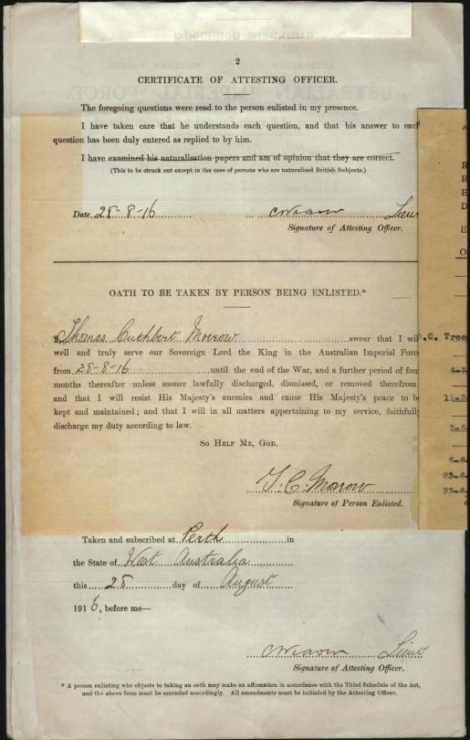 2
CERTIFICATE OF ATTESTING OFFICER.
The foregoing questions were read to the person enlisted in my presence.
I have taken care that he understands each question, and that his answer to each
question has been duly entered as replied to by him.
I have examined his naturalisation papers and am of opinion that they are correct.
(This to be struck out except in the case of persons who are naturalised British Subjects.)
Date 28-8-16 Lieut
Signature of Attesting Officer.
OATH TO BE TAKEN BY PERSON BEING ENLISTED.*
I, Thomas Cuthbert Morrow swear that I will
well and truly serve our Sovereign Lord the King in the Australian Imperial Force
from 28-8-16 until the end of the War, and a further period of four
months thereafter unless sooner lawfully discharged, dismissed, or removed therefrom
and that I will resist His Majesty's enemies and cause His Majesty's peace to be
kept and maintained; and that I will in all matters appertaining to my service, faithfully
discharge my duty according to law.
SO HELP ME, GOD.
T. C. Morrow
Signature of Person Enlisted.
Taken and subscribed at Perth in
the State of West Australia
this 28 day of August
1916, before me—
Lieut
Signature of Attesting Officer.
* A person enlisting who objects to taking an oath may make an affirmation in accordance with the Third Schedule of the Act,
and the above form must be amended accordingly. All amendments must be initialed by the Attesting Officer.